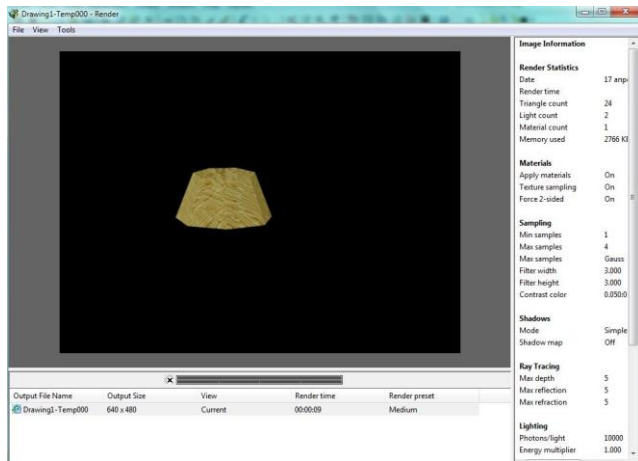 Drawing1-Temp000 - Render
File View Tools
Image Information
Render Statistics
Date 17 апр
Render time
Triangle count 24
Light count 2
Material count 1
Memory used 2766 KB
Materials
Apply materials On
Texture sampling On
Force 2-sided On
Sampling
Min samples 1
Max samples 4
Max samples Gauss
Filter width 3.000
Filter height 3.000
Contrast color 0.050:0
Shadows
Mode Simple
Shadow map Off
Ray Tracing
Max depth 5
Max reflection 5
Max refraction 5
Lighting
Photons/light 10000
Energy multiplier 1.000
Output File Name Output Size View Render time Render preset
Drawing1-Temp000 640 x 480 Current 00:00:09 Medium